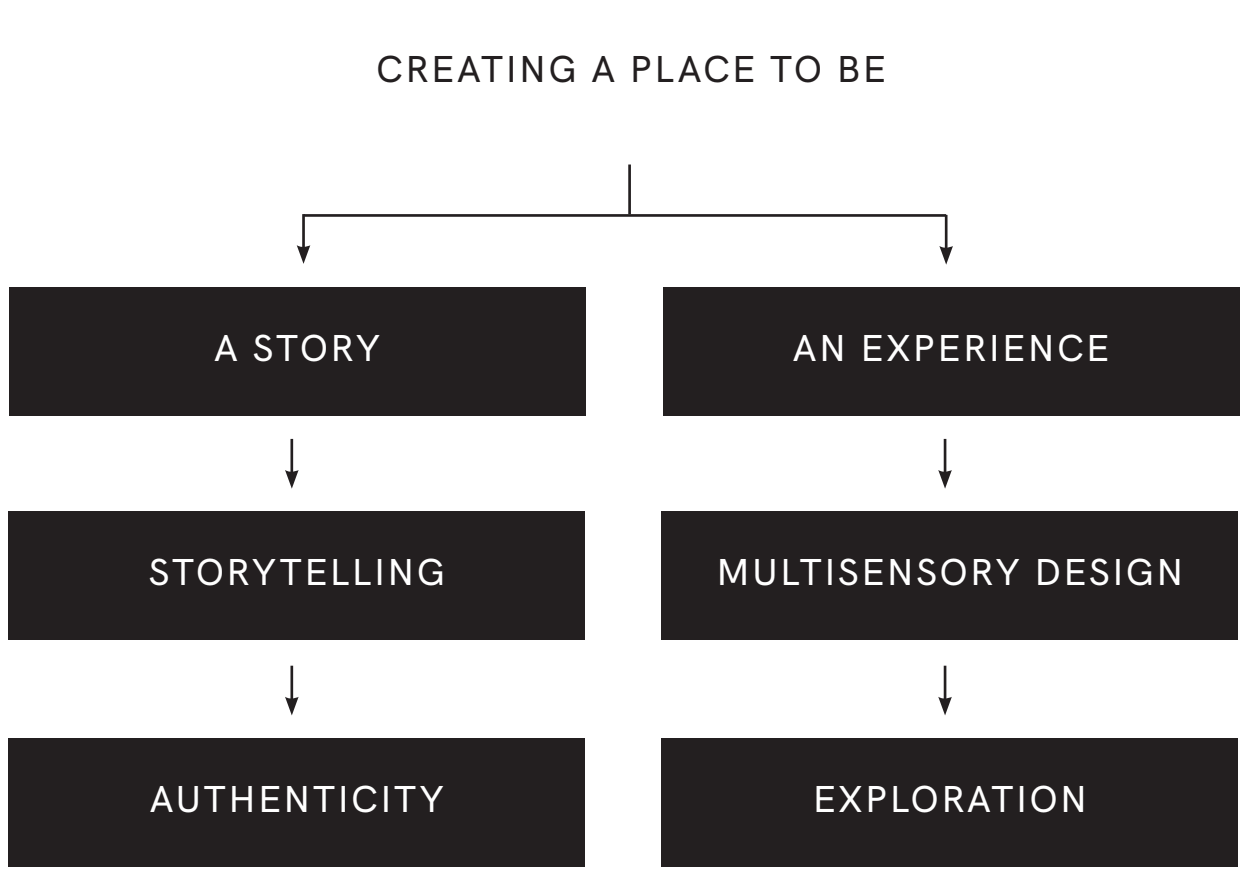 CREATING A PLACE TO BE
A STORY
AN EXPERIENCE
STORYTELLING
MULTISENSORY DESIGN
AUTHENTICITY
EXPLORATION